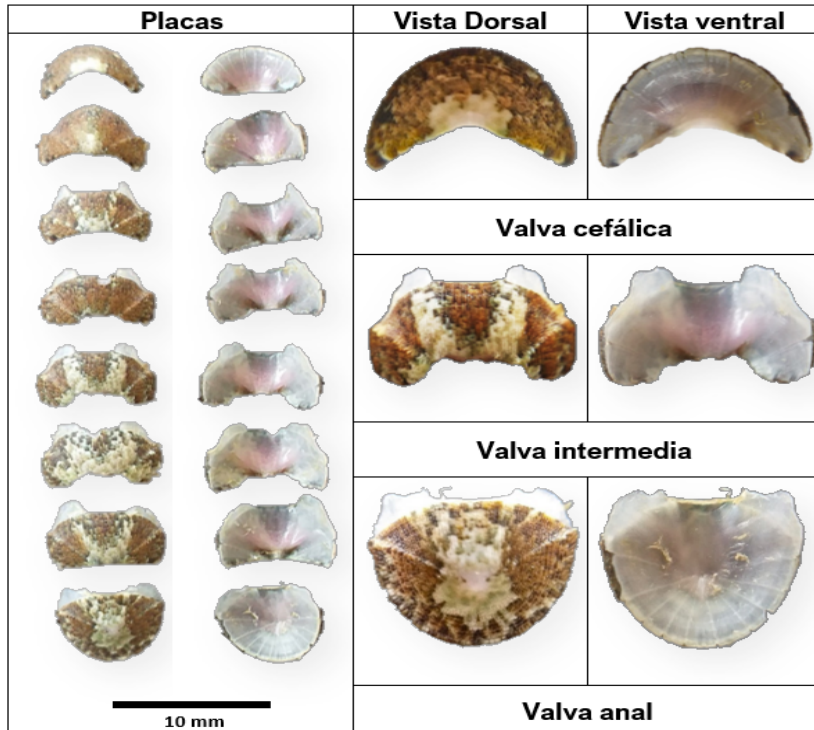 Placas
Vista Dorsal
Vista ventral
Valva cefálica
Valva intermedia
Valva anal
10 mm